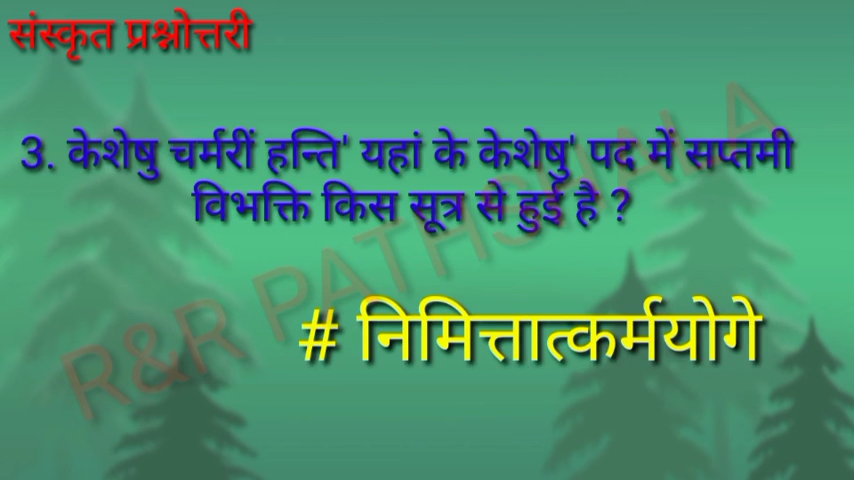 संस्कृत प्रश्नोत्तरी
3. केशेषु चर्मरीं हन्ति' यहां के केशेषु' पद में सप्तमी
विभक्ति किस सूत्र से हुई है ?
# निमित्तात्कर्मयोगे
R&R PATHSHALA